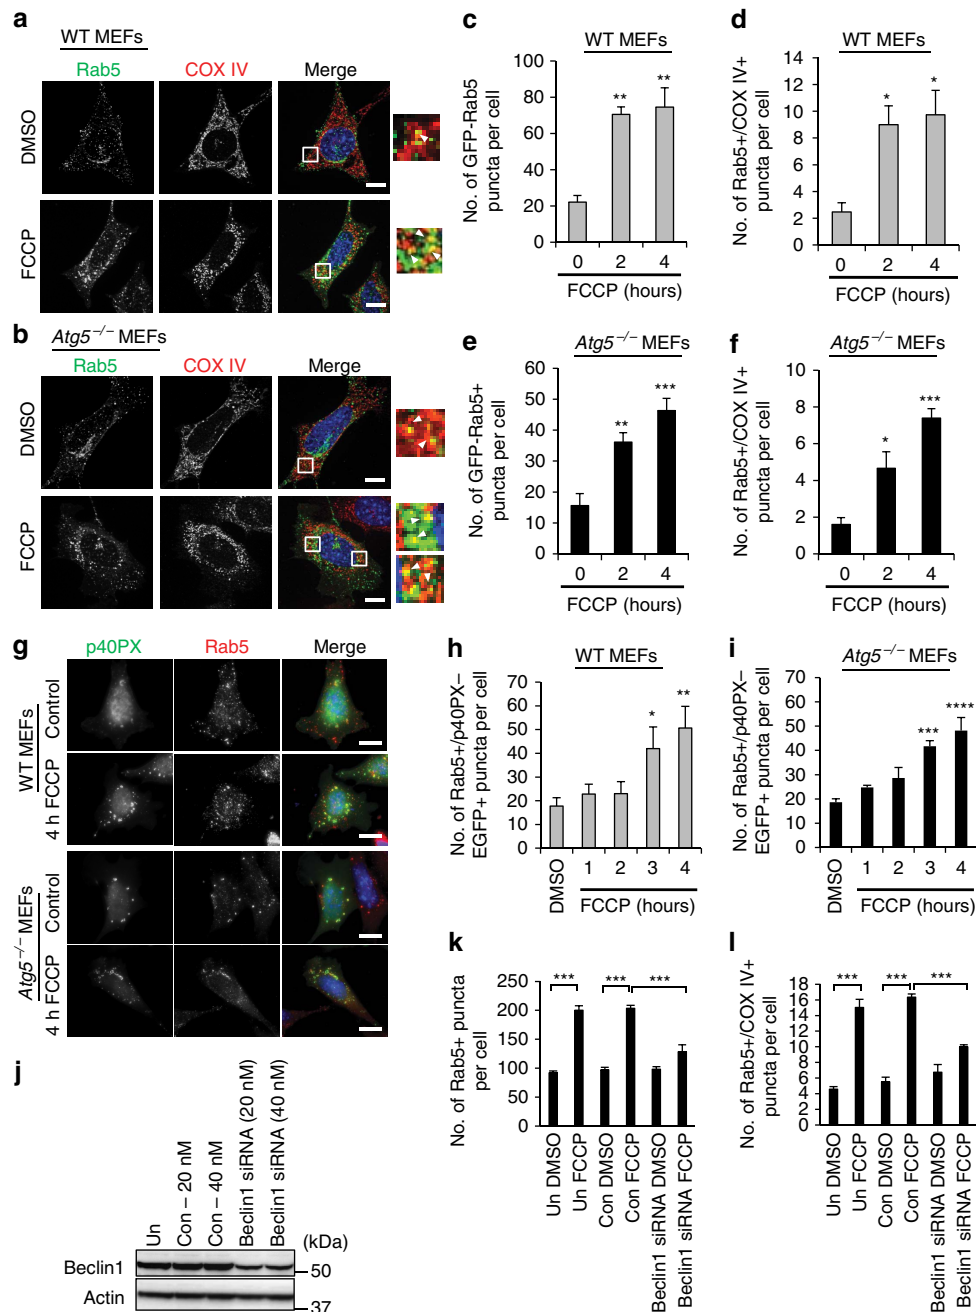 a
WT MEFs
Rab5 COX IV Merge
DMSO
FCCP
b
Atg5–/– MEFs
Rab5 COX IV Merge
DMSO
FCCP
c
WT MEFs
No. of GFP-Rab5
puncta per cell
100
80
60
40
20
0
**
**
0 2 4
FCCP (hours)
d
WT MEFs
No. of Rab5+/COX IV+
puncta per cell
14
12
10
8
6
4
2
0
*
*
0 2 4
FCCP (hours)
e
Atg5–/– MEFs
No. of GFP-Rab5+
puncta per cell
60
50
40
30
20
10
0
**
***
0 2 4
FCCP (hours)
f
Atg5–/– MEFs
No. of Rab5+/COX IV+
puncta per cell
8
6
4
2
0
*
***
0 2 4
FCCP (hours)
g
p40PX Rab5 Merge
WT MEFs
Control
4 h FCCP
Atg5–/– MEFs
Control
4 h FCCP
h
WT MEFs
No. of Rab5+/p40PX–
EGFP+ puncta per cell
70
60
50
40
30
20
10
0
*
**
DMSO 1 2 3 4
FCCP (hours)
i
Atg5–/– MEFs
No. of Rab5+/p40PX–
EGFP+ puncta per cell
70
60
50
40
30
20
10
0
***
****
DMSO 1 2 3 4
FCCP (hours)
j
Un
Con – 20 nM
Con – 40 nM
Beclin1 siRNA (20 nM)
Beclin1 siRNA (40 nM)
(kDa)
Beclin1 50
Actin 37
k
No. of Rab5+ puncta
per cell
250
200
150
100
50
0
*** *** ***
Un DMSO
Un FCCP
Con DMSO
Con FCCP
Beclin1 siRNA DMSO
Beclin1 siRNA FCCP
l
No. of Rab5+/COX IV+
puncta per cell
18
16
14
12
10
8
6
4
2
0
*** *** ***
Un DMSO
Un FCCP
Con DMSO
Con FCCP
Beclin1 siRNA DMSO
Beclin1 siRNA FCCP